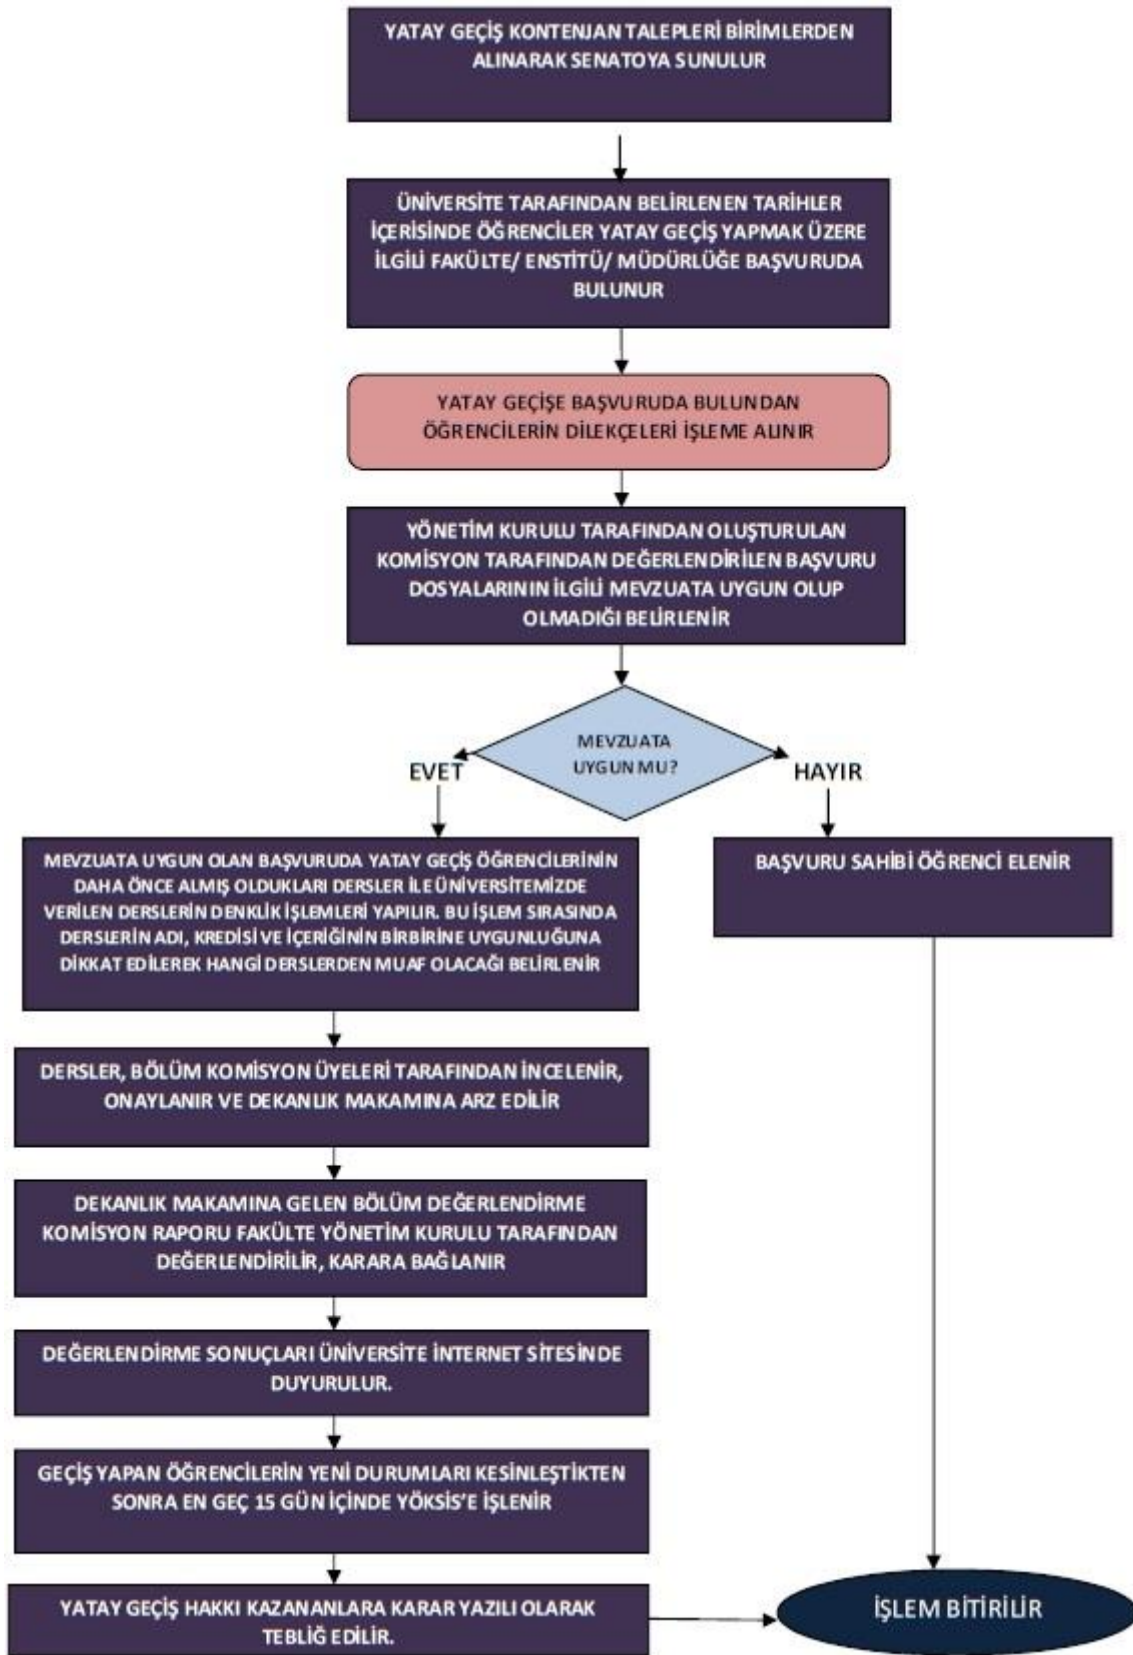 YATAY GEÇİŞ KONTENJAN TALEPLERİ BİRİMLERDEN
ALINARAK SENATOYA SUNULUR
ÜNİVERSİTE TARAFINDAN BELİRLENEN TARİHLER
İÇERİSİNDE ÖĞRENCİLER YATAY GEÇİŞ YAPMAK ÜZERE
İLGİLİ FAKÜLTE/ ENSTİTÜ/ MÜDÜRLÜĞE BAŞVURUDA
BULUNUR
YATAY GEÇİŞE BAŞVURUDA BULUNDAN
ÖĞRENCİLERİN DİLEKÇELERİ İŞLEME ALINIR
YÖNETİM KURULU TARAFINDAN OLUŞTURULAN
KOMİSYON TARAFINDAN DEĞERLENDİRİLEN BAŞVURU
DOSYALARININ İLGİLİ MEVZUATA UYGUN OLUP
OLMADIĞI BELİRLENİR
MEVZUATA
UYGUN MU?
EVET
HAYIR
MEVZUATA UYGUN OLAN BAŞVURUDA YATAY GEÇİŞ ÖĞRENCİLERİNİN
DAHA ÖNCE ALMIŞ OLDUKLARI DERSLER İLE ÜNİVERSİTEMİZDE
VERİLEN DERSLERİN DENKLİK İŞLEMLERİ YAPILIR. BU İŞLEM SIRASINDA
DERSLERİN ADI, KREDİSİ VE İÇERİĞİNİN BİRBİRİNE UYGUNLUĞUNA
DİKKAT EDİLEREK HANGİ DERSLERDEN MUAF OLACAĞI BELİRLENİR
BAŞVURU SAHİBİ ÖĞRENCİ ELENİR
DERSLER, BÖLÜM KOMİSYON ÜYELERİ TARAFINDAN İNCELENİR,
ONAYLANIR VE DEKANLIK MAKAMINA ARZ EDİLİR
DEKANLIK MAKAMINA GELEN BÖLÜM DEĞERLENDİRME
KOMİSYON RAPORU FAKÜLTE YÖNETİM KURULU TARAFINDAN
DEĞERLENDİRİLİR, KARARA BAĞLANIR
DEĞERLENDİRME SONUÇLARI ÜNİVERSİTE İNTERNET SİTESİNDE
DUYURULUR.
GEÇİŞ YAPAN ÖĞRENCİLERİN YENİ DURUMLARI KESİNLEŞTİKTEN
SONRA EN GEÇ 15 GÜN İÇİNDE YÖKSİS'E İŞLENİR
YATAY GEÇİŞ HAKKI KAZANANLARA KARAR YAZILI OLARAK
TEBLİĞ EDİLİR.
İŞLEM BİTİRİLİR